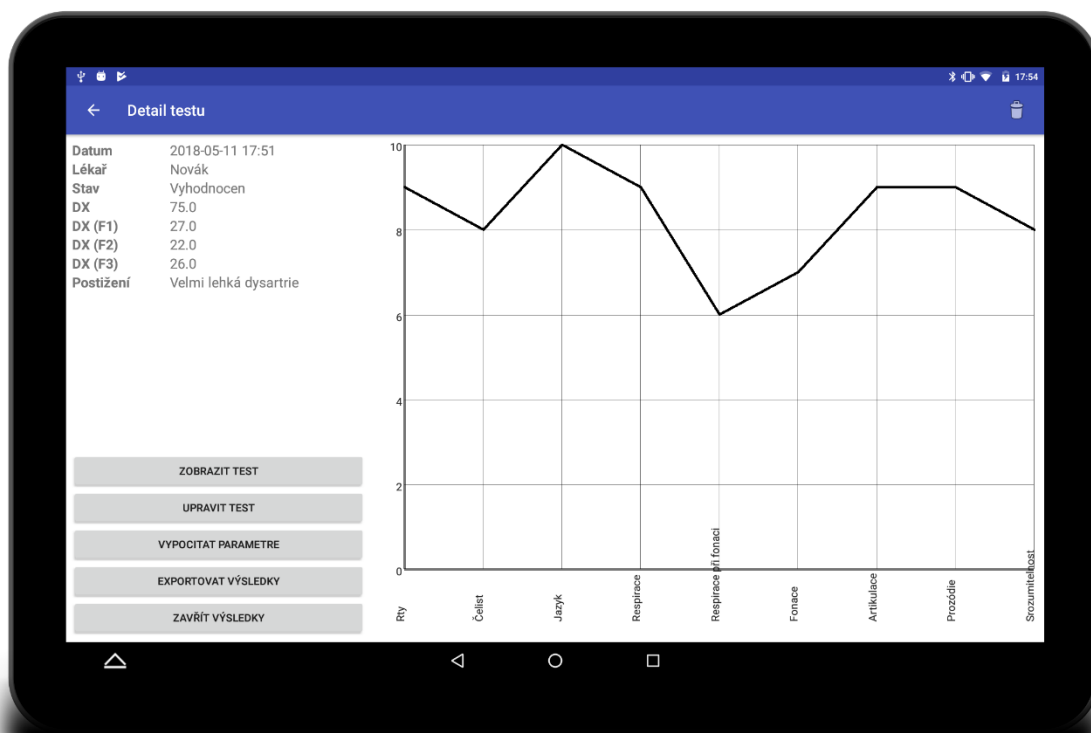 17:54
Detail testu
Datum 2018-05-11 17:51
Lékař Novák
Stav Vyhodnocen
DX 75.0
DX (F1) 27.0
DX (F2) 22.0
DX (F3) 26.0
Postižení Velmi lehká dysartrie
ZOBRAZIT TEST
UPRAVIT TEST
VYPOCITAT PARAMETRE
EXPORTOVAT VÝSLEDKY
ZAVŘÍT VÝSLEDKY
10
8
6
4
2
0
Rty
Čelist
Jazyk
Respirace
Respirace při fonaci
Fonace
Artikulace
Prozódie
Srozumitelnost